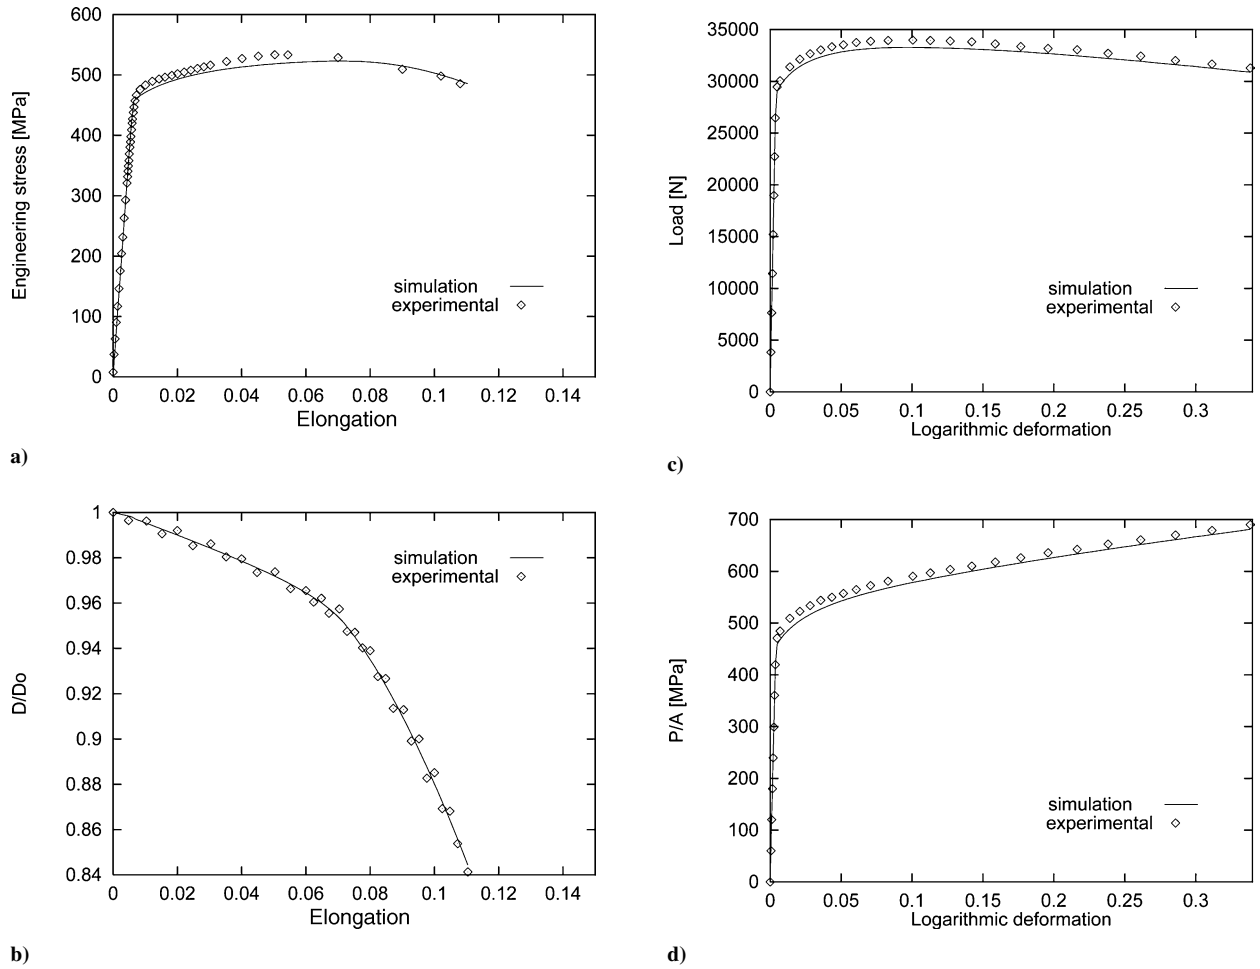 600
500
400
300
200
100
0
Engineering stress [MPa]
simulation
experimental
0 0.02 0.04 0.06 0.08 0.1 0.12 0.14
Elongation
a)
35000
30000
25000
20000
15000
10000
5000
0
Load [N]
simulation
experimental
0 0.05 0.1 0.15 0.2 0.25 0.3
Logarithmic deformation
c)
1
0.98
0.96
0.94
0.92
0.9
0.88
0.86
0.84
D/Do
simulation
experimental
0 0.02 0.04 0.06 0.08 0.1 0.12 0.14
Elongation
b)
700
600
500
400
300
200
100
0
P/A [MPa]
simulation
experimental
0 0.05 0.1 0.15 0.2 0.25 0.3
Logarithmic deformation
d)